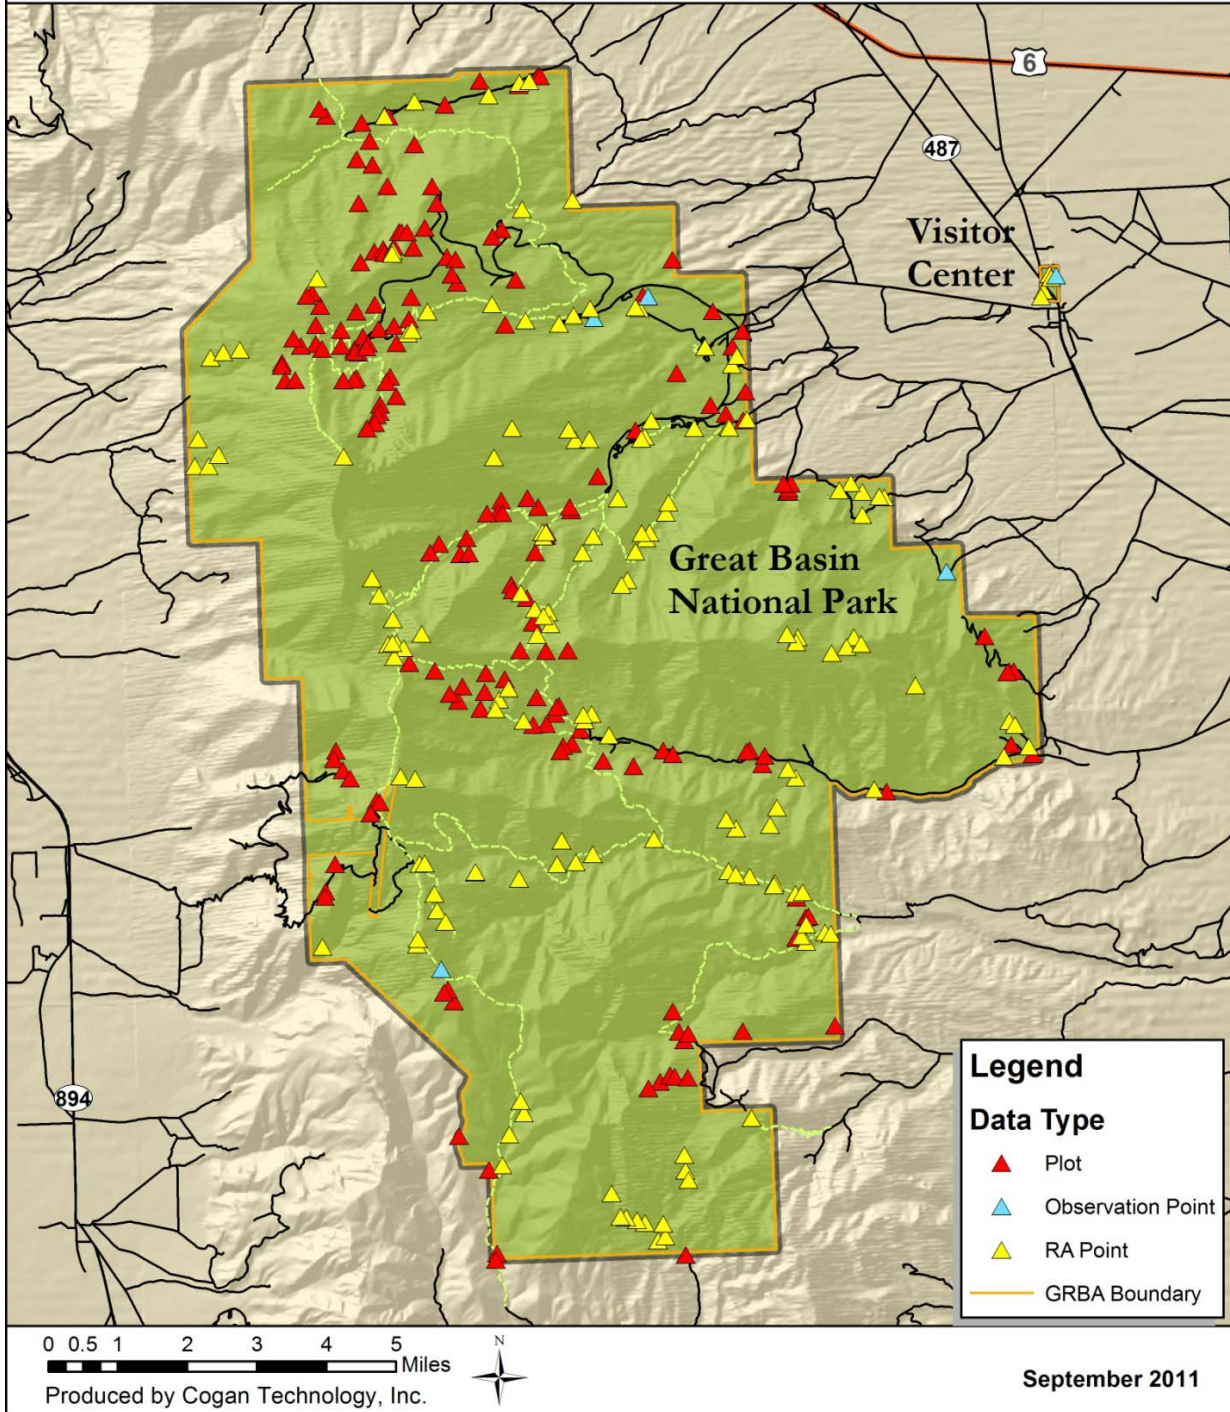 6
487
Visitor
Center
Great Basin
National Park
894
Legend
Data Type
Plot
Observation Point
RA Point
GRBA Boundary
0 0.5 1 2 3 4 5
Miles
N
Produced by Cogan Technology, Inc.
September 2011